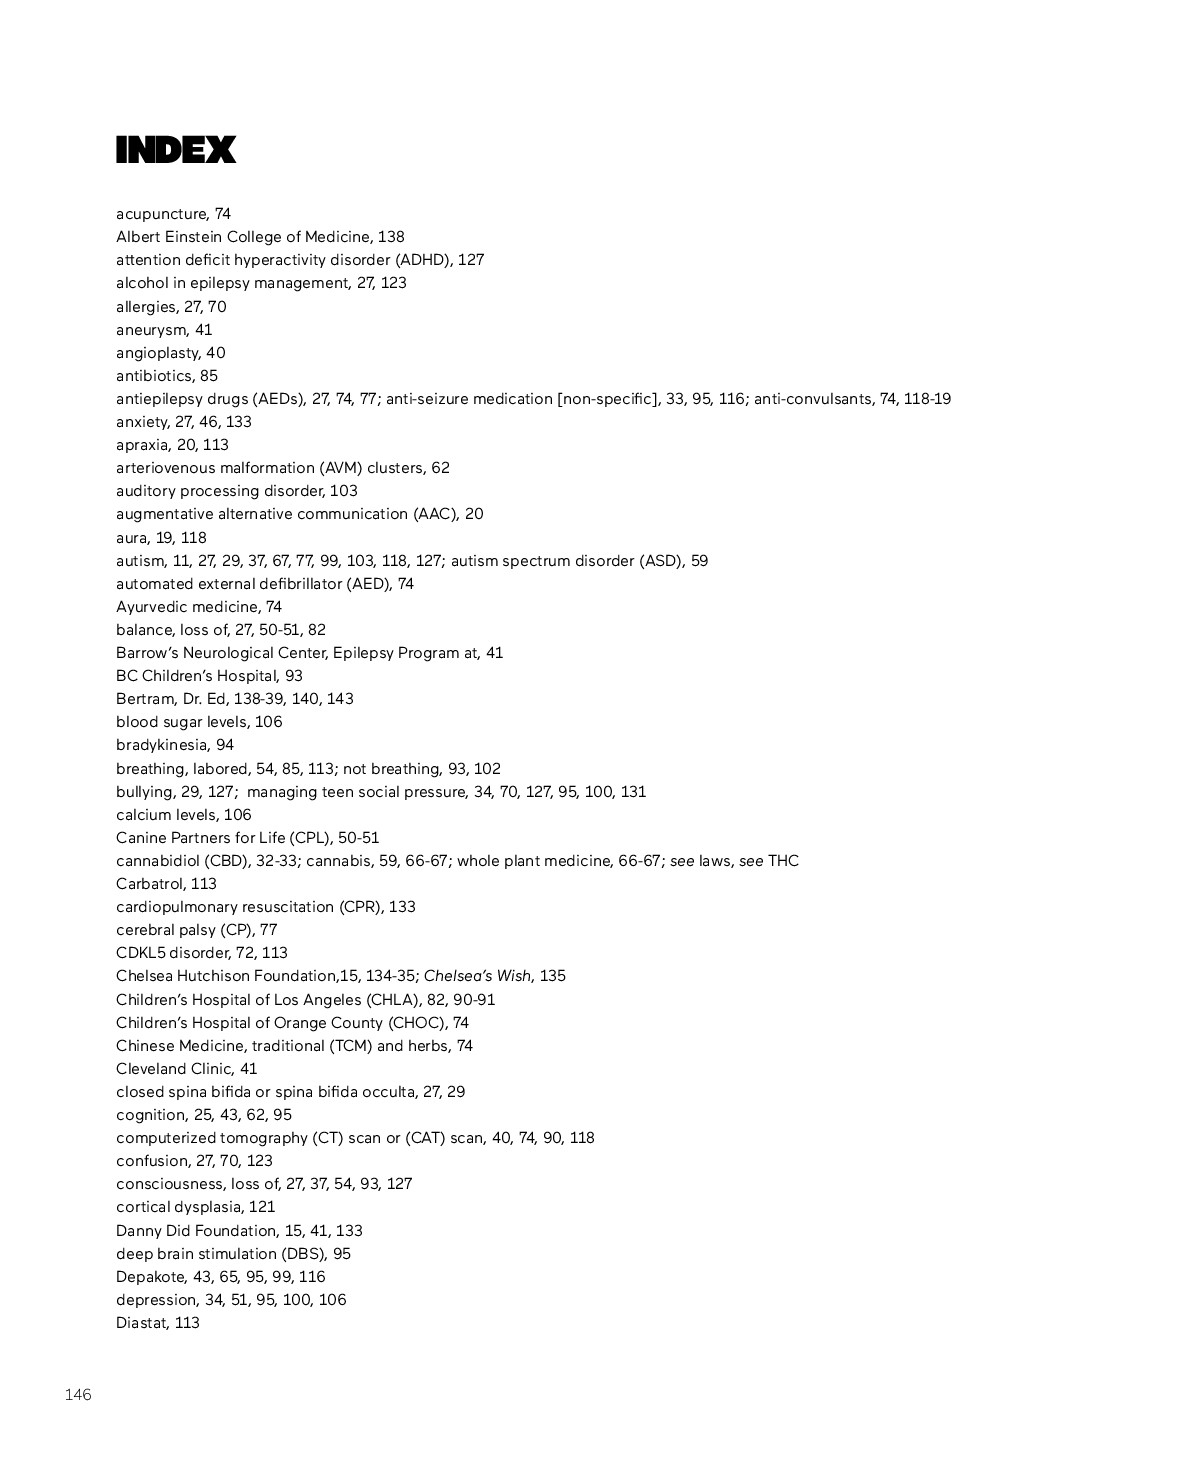 INDEX
acupuncture, 74
Albert Einstein College of Medicine, 138
attention deficit hyperactivity disorder (ADHD), 127
alcohol in epilepsy management, 27, 123
allergies, 27, 70
aneurysm, 41
angioplasty, 40
antibiotics, 85
antiepilepsy drugs (AEDs), 27, 74, 77; anti-seizure medication [non-specific], 33, 95, 116; anti-convulsants, 74, 118-19
anxiety, 27, 46, 133
apraxia, 20, 113
arteriovenous malformation (AVM) clusters, 62
auditory processing disorder, 103
augmentative alternative communication (AAC), 20
aura, 19, 118
autism, 11, 27, 29, 37, 67, 77, 99, 103, 118, 127; autism spectrum disorder (ASD), 59
automated external defibrillator (AED), 74
Ayurvedic medicine, 74
balance, loss of, 27, 50-51, 82
Barrow’s Neurological Center, Epilepsy Program at, 41
BC Children’s Hospital, 93
Bertram, Dr. Ed, 138-39, 140, 143
blood sugar levels, 106
bradykinesia, 94
breathing, labored, 54, 85, 113; not breathing, 93, 102
bullying, 29, 127;  managing teen social pressure, 34, 70, 127, 95, 100, 131
calcium levels, 106
Canine Partners for Life (CPL), 50-51
cannabidiol (CBD), 32-33; cannabis, 59, 66-67; whole plant medicine, 66-67; see laws, see THC
Carbatrol, 113
cardiopulmonary resuscitation (CPR), 133
cerebral palsy (CP), 77
CDKL5 disorder, 72, 113
Chelsea Hutchison Foundation,15, 134-35; Chelsea’s Wish, 135
Children’s Hospital of Los Angeles (CHLA), 82, 90-91
Children’s Hospital of Orange County (CHOC), 74
Chinese Medicine, traditional (TCM) and herbs, 74
Cleveland Clinic, 41
closed spina bifida or spina bifida occulta, 27, 29
cognition, 25, 43, 62, 95
computerized tomography (CT) scan or (CAT) scan, 40, 74, 90, 118
confusion, 27, 70, 123
consciousness, loss of, 27, 37, 54, 93, 127
cortical dysplasia, 121
Danny Did Foundation, 15, 41, 133
deep brain stimulation (DBS), 95
Depakote, 43, 65, 95, 99, 116
depression, 34, 51, 95, 100, 106
Diastat, 113
146